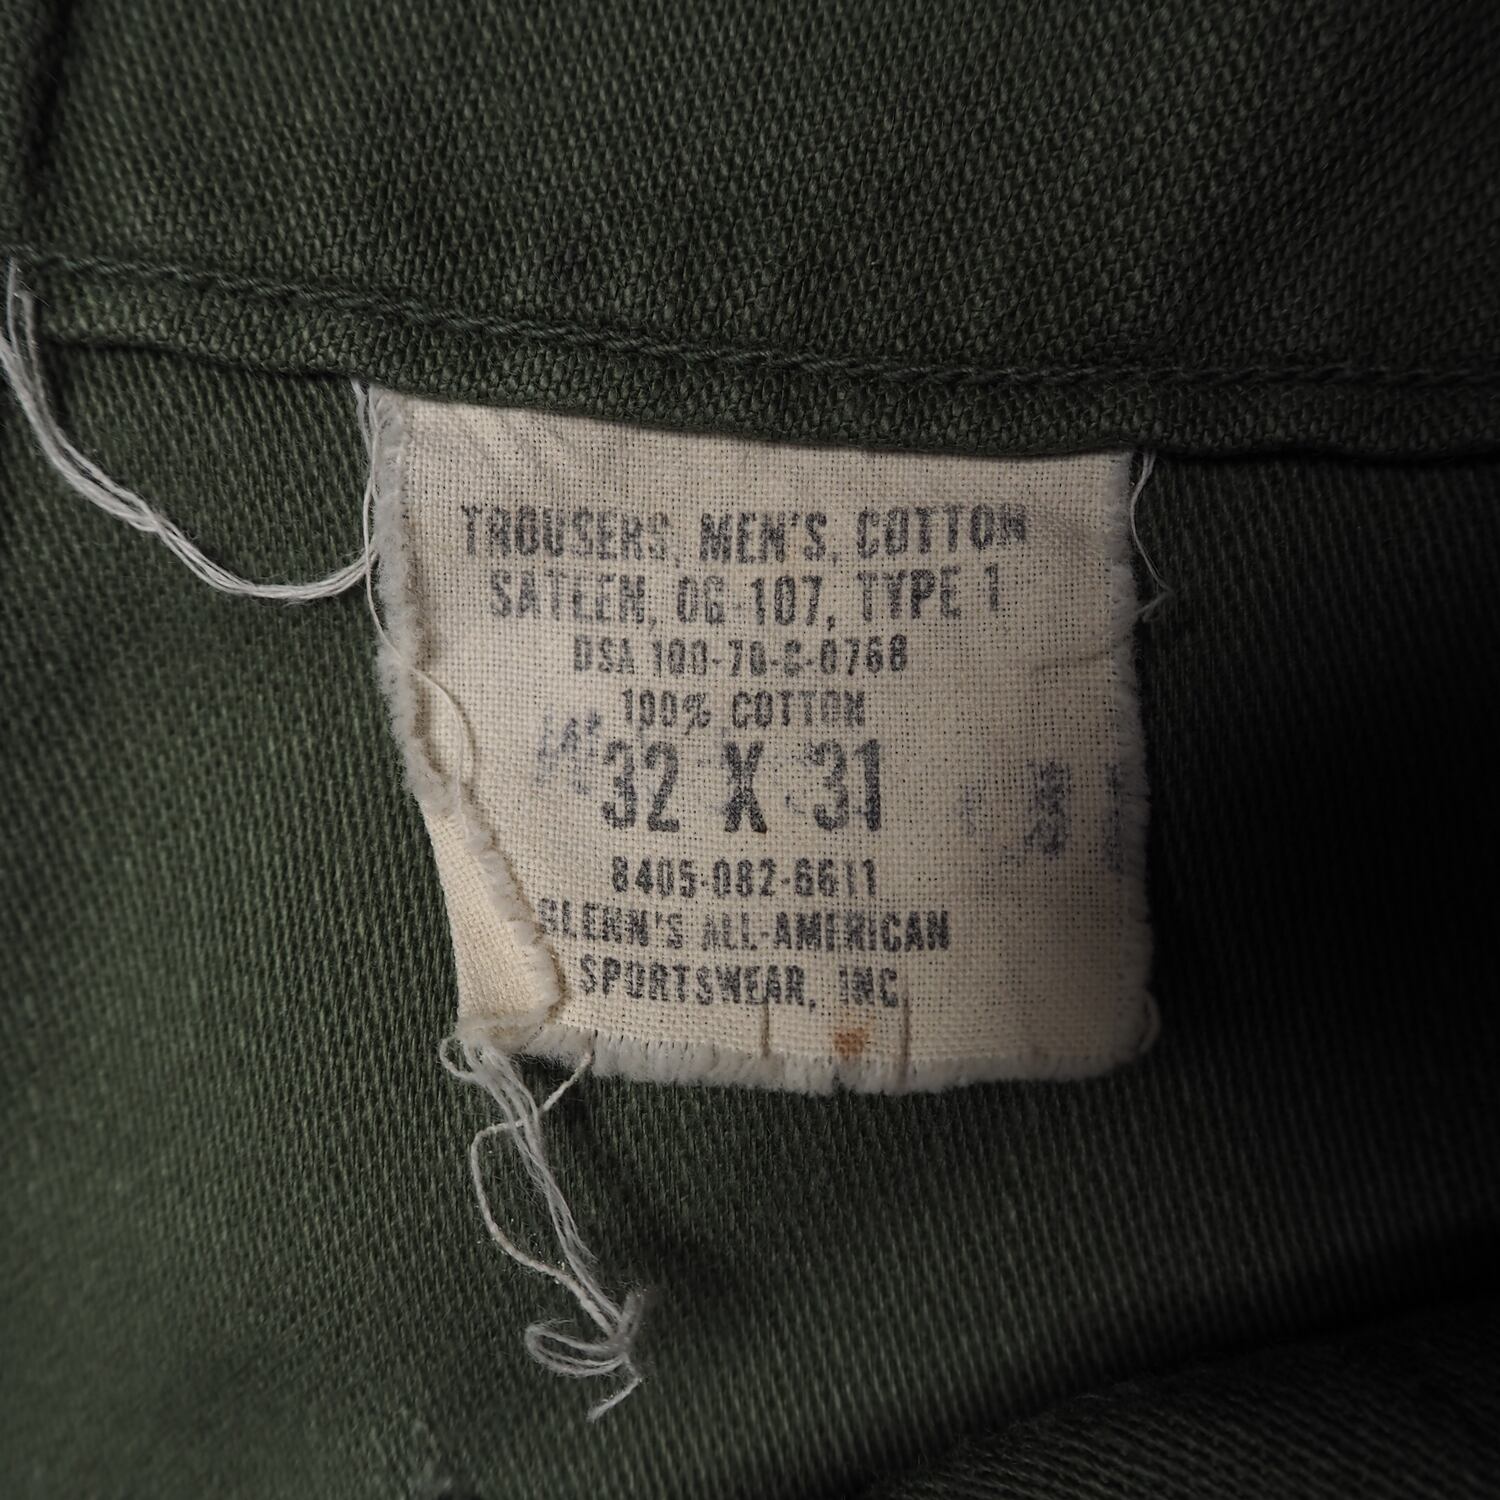 TROUSERS, MEN'S, COTTON
SATEEN, OG-107, TYPE 1
DSA 100-70-C-0768
100% COTTON
32 X 31
8405-082-6611
GLENN'S ALL-AMERICAN
SPORTSWEAR, INC